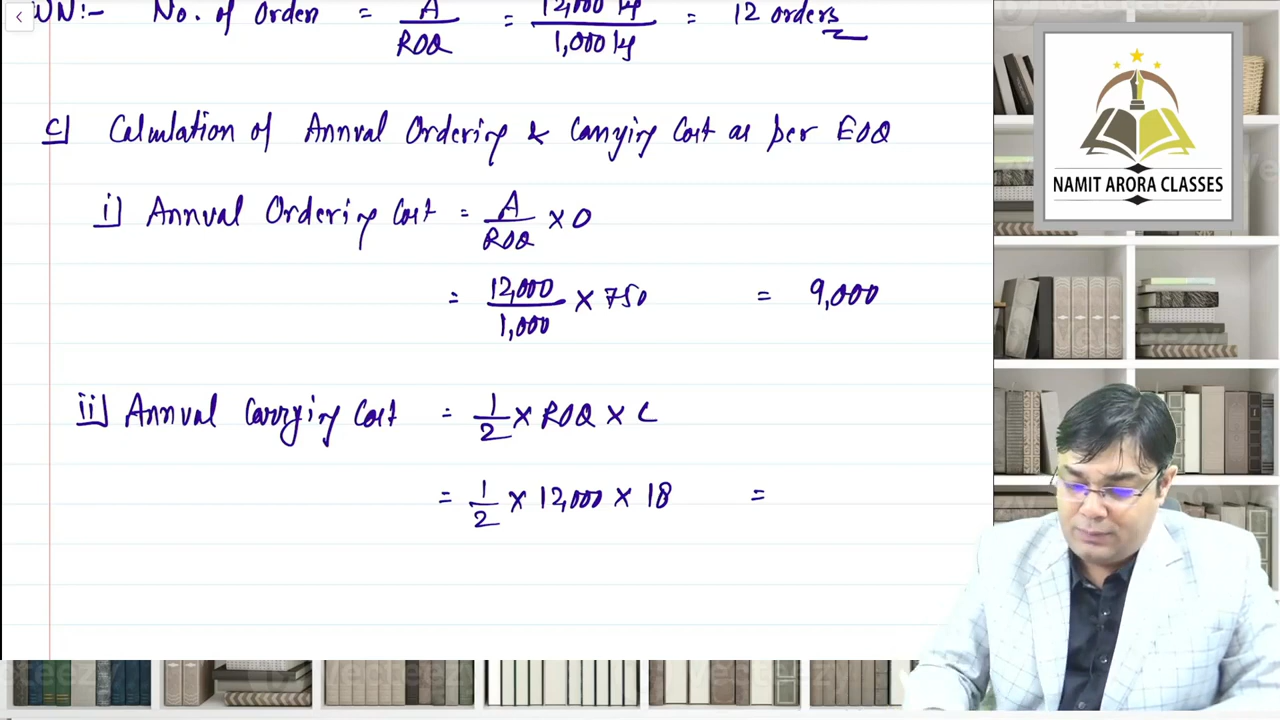 WN:- No. of Orden = A/ROQ = 12,000 kg/1,000 kg = 12 orders
c] Calculation of Annual Ordering & Carrying Cost as per EOQ
i] Annual Ordering Cost = A/ROQ × O
= 12,000/1,000 × 750 = 9,000
ii] Annual Carrying Cost = 1/2 × ROQ × C
= 1/2 × 12,000 × 18 =
NAMIT ARORA CLASSES
vecteezy